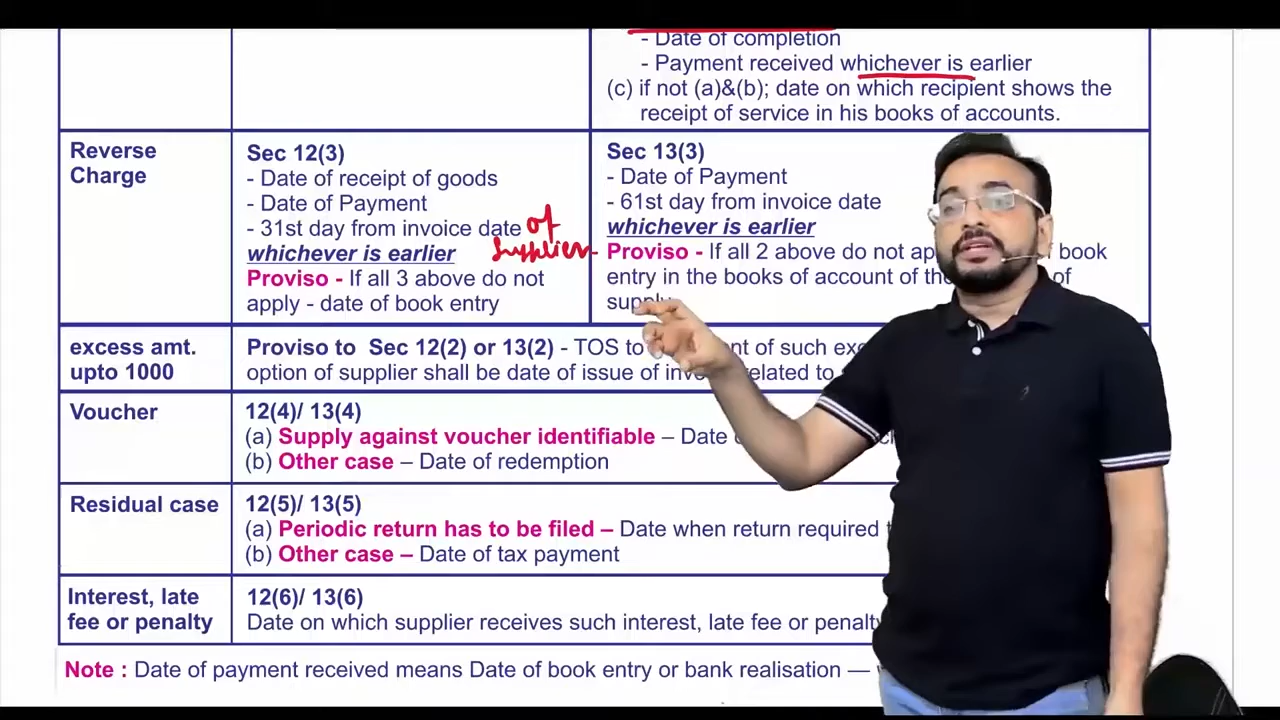 - Date of completion
- Payment received whichever is earlier
(c) if not (a)&(b); date on which recipient shows the
receipt of service in his books of accounts.
Reverse
Charge
Sec 12(3)
- Date of receipt of goods
- Date of Payment
- 31st day from invoice date of
supplier
whichever is earlier
Proviso - If all 3 above do not
apply - date of book entry
Sec 13(3)
- Date of Payment
- 61st day from invoice date
whichever is earlier
Proviso - If all 2 above do not book
entry in the books of account of of
supply
excess amt.
upto 1000
Proviso to Sec 12(2) or 13(2) - TOS to of such
option of supplier shall be date of issue of related to
Voucher
12(4)/ 13(4)
(a) Supply against voucher identifiable – Date
(b) Other case – Date of redemption
Residual case
12(5)/ 13(5)
(a) Periodic return has to be filed – Date when return required
(b) Other case – Date of tax payment
Interest, late
fee or penalty
12(6)/ 13(6)
Date on which supplier receives such interest, late fee or penalty
Note : Date of payment received means Date of book entry or bank realisation —